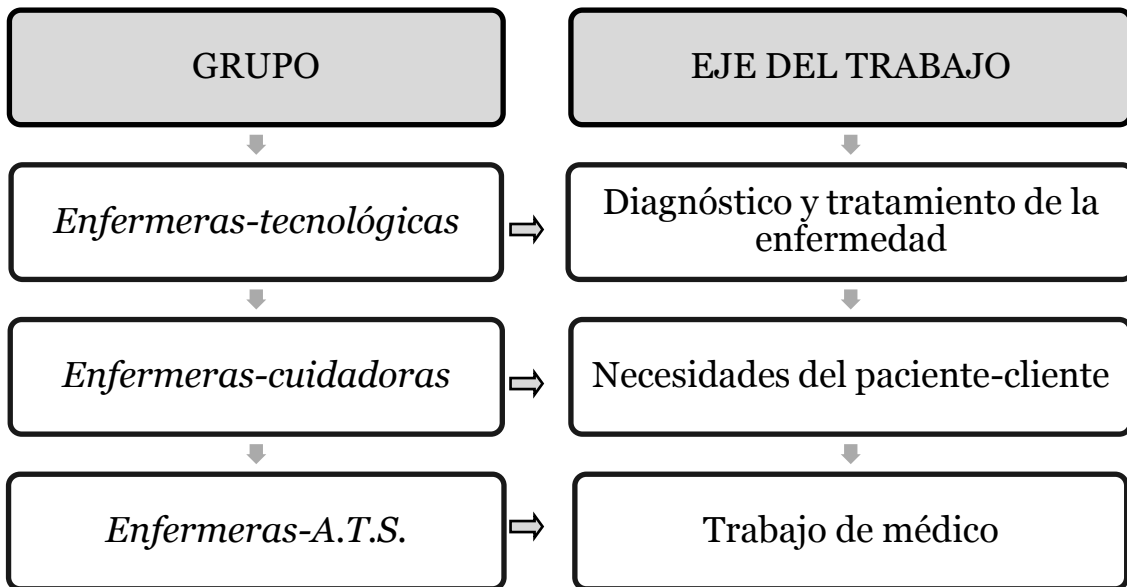 GRUPO
EJE DEL TRABAJO
Enfermeras-tecnológicas
Diagnóstico y tratamiento de la
enfermedad
Enfermeras-cuidadoras
Necesidades del paciente-cliente
Enfermeras-A.T.S.
Trabajo de médico